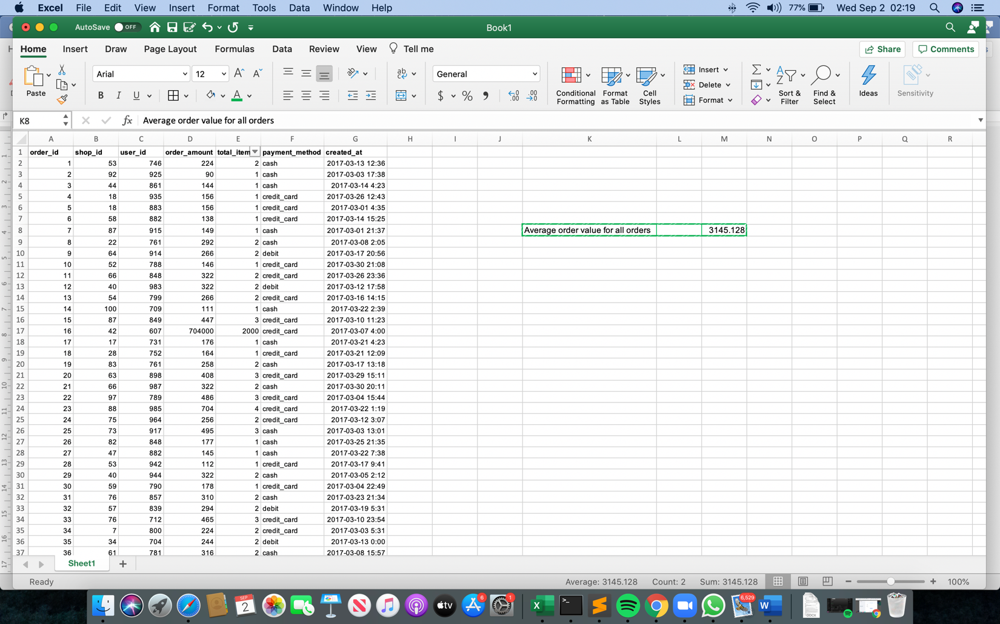 Excel File Edit View Insert Format Tools Data Window Help 77% Wed Sep 2 02:19
AutoSave OFF Book1
Home Insert Draw Page Layout Formulas Data Review View Tell me Share Comments
Paste Arial 12 General Conditional Formatting Format as Table Cell Styles Insert Delete Format Sort & Filter Find & Select Ideas Sensitivity
B I U A $ % 
K8 fx Average order value for all orders
A B C D E F G H I J K L M N O P Q R
1 order_id shop_id user_id order_amount total_item payment_method created_at
2 1 53 746 224 2 cash 2017-03-13 12:36
3 2 92 925 90 1 cash 2017-03-03 17:38
4 3 44 861 144 1 cash 2017-03-14 4:23
5 4 18 935 156 1 credit_card 2017-03-26 12:43
6 5 18 883 156 1 credit_card 2017-03-01 4:35
7 6 58 882 138 1 credit_card 2017-03-14 15:25
8 7 87 915 149 1 cash 2017-03-01 21:37 Average order value for all orders 3145.128
9 8 22 761 292 2 cash 2017-03-08 2:05
10 9 64 914 266 2 debit 2017-03-17 20:56
11 10 52 788 146 1 credit_card 2017-03-30 21:08
12 11 66 848 322 2 credit_card 2017-03-26 23:36
13 12 40 983 322 2 debit 2017-03-12 17:58
14 13 54 799 266 2 credit_card 2017-03-16 14:15
15 14 100 709 111 1 cash 2017-03-22 2:39
16 15 87 849 447 3 credit_card 2017-03-10 11:23
17 16 42 607 704000 2000 credit_card 2017-03-07 4:00
18 17 17 731 176 1 cash 2017-03-21 4:23
19 18 28 752 164 1 credit_card 2017-03-21 12:09
20 19 83 761 258 2 cash 2017-03-17 13:18
21 20 63 898 408 3 credit_card 2017-03-29 15:11
22 21 66 987 322 2 cash 2017-03-30 20:11
23 22 97 789 486 3 credit_card 2017-03-04 15:44
24 23 88 985 704 4 credit_card 2017-03-22 1:19
25 24 75 964 256 2 credit_card 2017-03-12 3:07
26 25 73 917 495 3 cash 2017-03-03 13:01
27 26 82 848 177 1 cash 2017-03-25 21:35
28 27 47 882 145 1 cash 2017-03-22 7:38
29 28 53 942 112 1 credit_card 2017-03-17 9:41
30 29 40 944 322 2 cash 2017-03-05 2:12
31 30 59 790 178 1 credit_card 2017-03-04 22:49
32 31 76 857 310 2 cash 2017-03-23 21:34
33 32 57 839 294 2 debit 2017-03-19 5:31
34 33 76 712 465 3 credit_card 2017-03-10 23:54
35 34 7 800 224 2 credit_card 2017-03-03 5:31
36 35 34 704 244 2 debit 2017-03-13 0:00
37 36 61 781 316 2 cash 2017-03-08 15:57
Sheet1 +
Ready Average: 3145.128 Count: 2 Sum: 3145.128 100%
SEP 2 tv 6 1 X 6,529 W DOCX